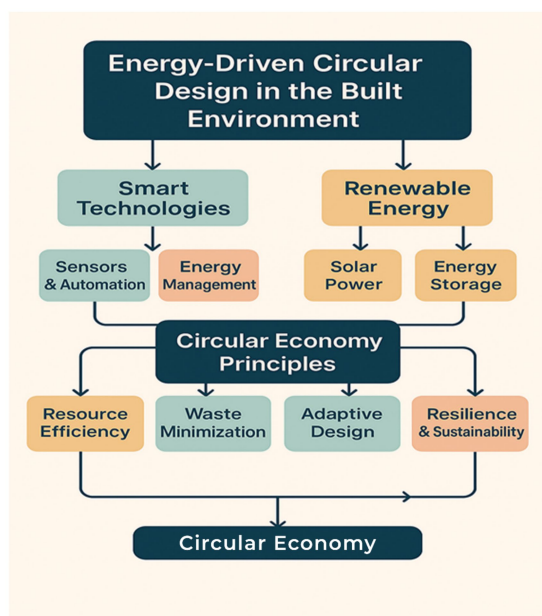 Energy-Driven Circular
Design in the Built
Environment
Smart
Technologies
Renewable
Energy
Sensors
& Automation
Energy
Management
Solar
Power
Energy
Storage
Circular Economy
Principles
Resource
Efficiency
Waste
Minimization
Adaptive
Design
Resilience
& Sustainability
Circular Economy